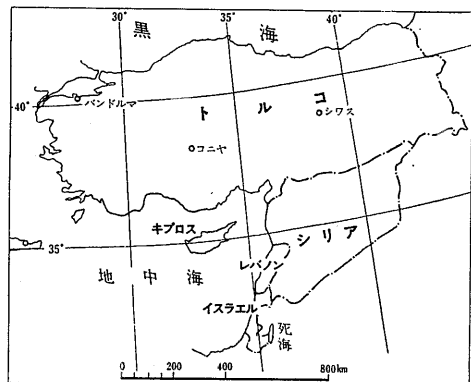 30° 35° 40°
黒海
40°
バンドルマ
トルコ
シワス
コニヤ
キプロス
シリア
35°
レバノン
地中海
イスラエル
死海
0 200 400 800km